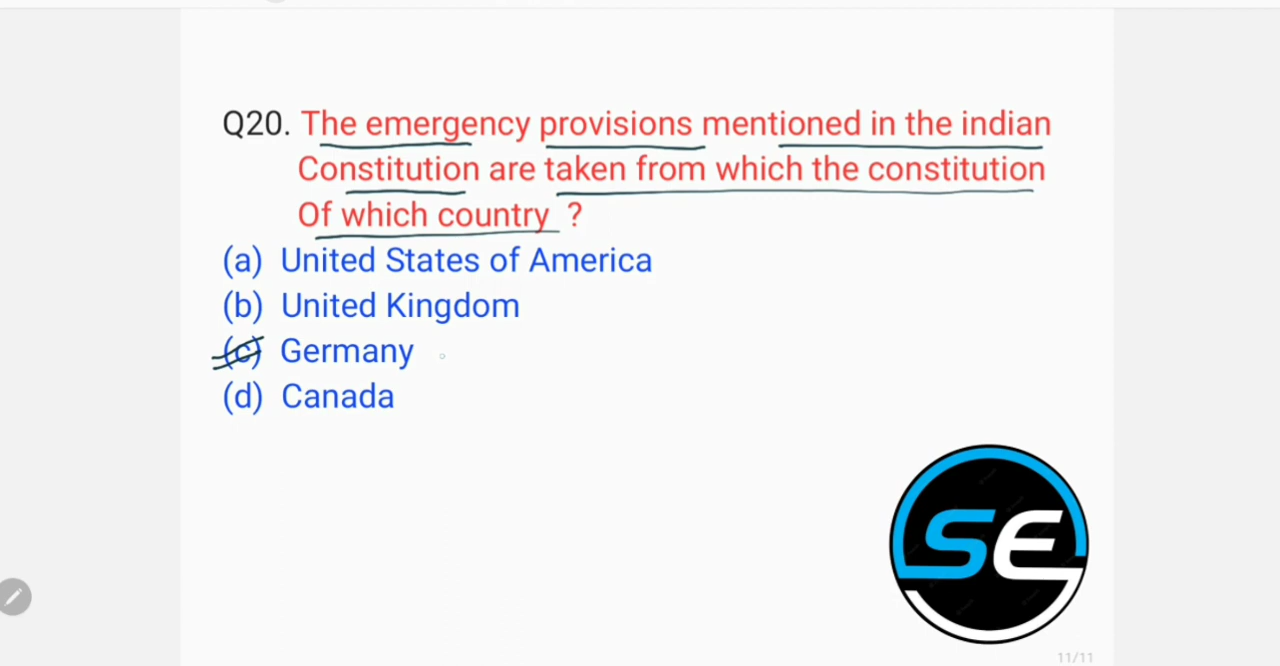 Q20. The emergency provisions mentioned in the indian
Constitution are taken from which the constitution
Of which country ?
(a) United States of America
(b) United Kingdom
(c) Germany
(d) Canada
SE
11/11